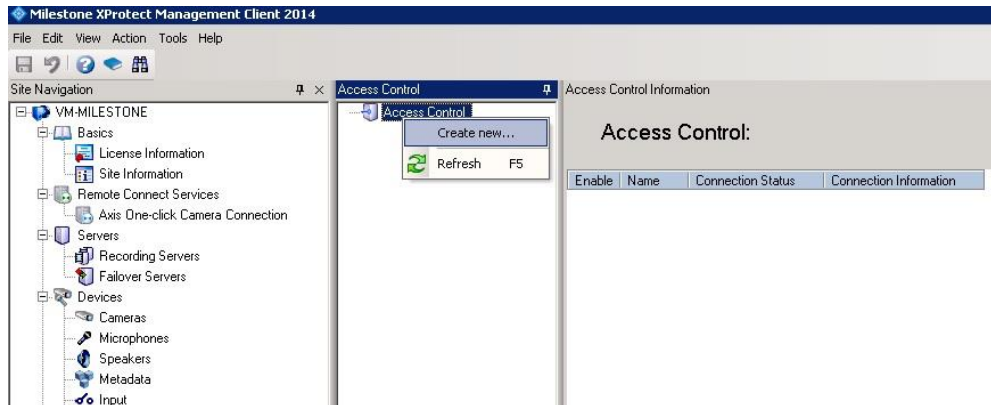 Milestone XProtect Management Client 2014
File Edit View Action Tools Help
Site Navigation
VM-MILESTONE
Basics
License Information
Site Information
Remote Connect Services
Axis One-click Camera Connection
Servers
Recording Servers
Failover Servers
Devices
Cameras
Microphones
Speakers
Metadata
Input
Access Control
Access Control
Create new...
Refresh F5
Access Control Information
Access Control:
Enable Name Connection Status Connection Information